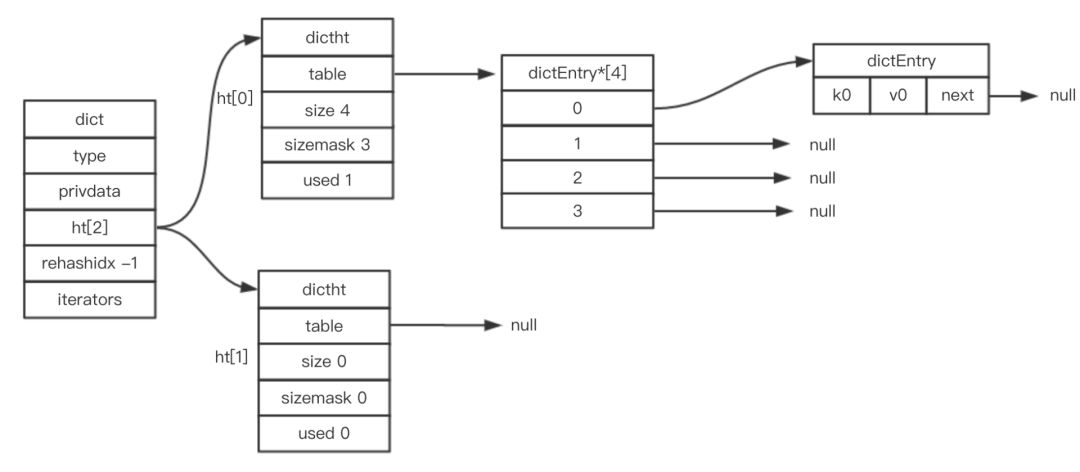 dict
type
privdata
ht[2]
rehashidx -1
iterators
ht[0]
dictht
table
size 4
sizemask 3
used 1
dictEntry*[4]
0
1
2
3
dictEntry
k0 v0 next
null
null
null
null
ht[1]
dictht
table
size 0
sizemask 0
used 0
null